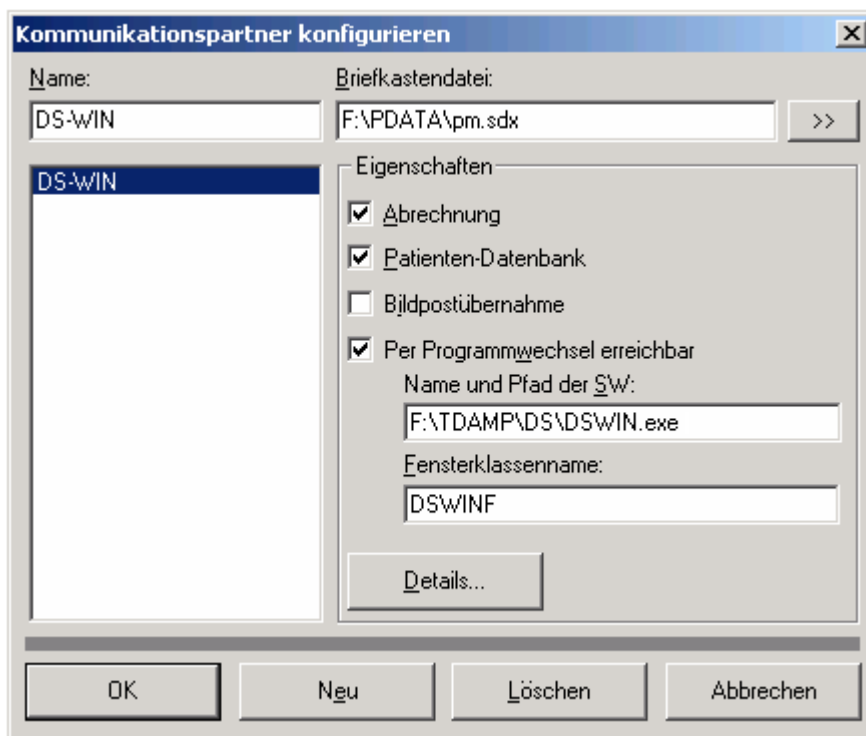 Kommunikationspartner konfigurieren
Name:
Briefkastendatei:
DS-WIN
F:\PDATA\pm.sdx
>>
DS-WIN
Eigenschaften
Abrechnung
Patienten-Datenbank
Bildpostübernahme
Per Programmwechsel erreichbar
Name und Pfad der SW:
F:\TDAMP\DS\DSWIN.exe
Fensterklassenname:
DSWINF
Details...
OK
Neu
Löschen
Abbrechen